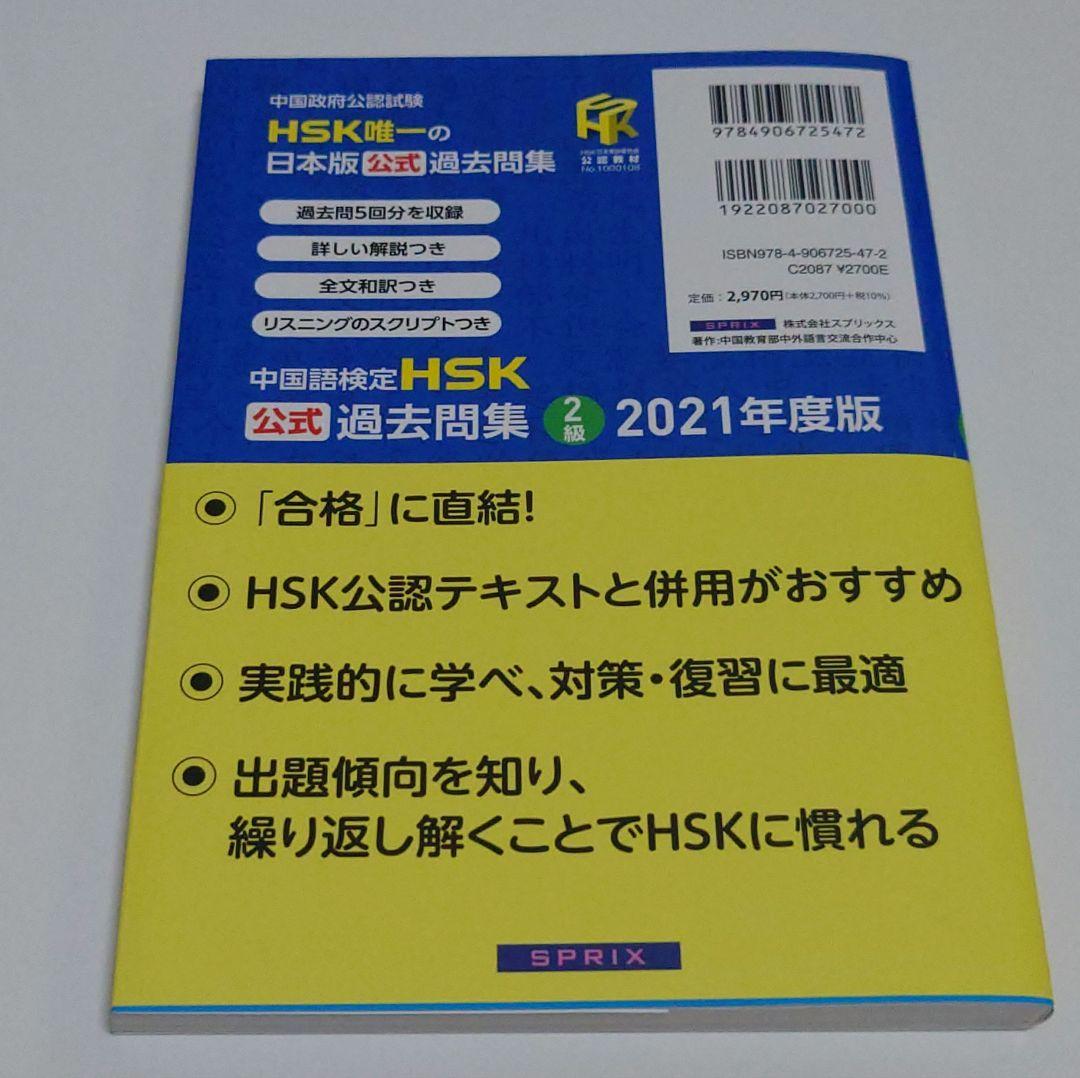 中国政府公認試験
HSK唯一の
日本版 公式 過去問集
公認教材
No.1000108
過去問5回分を収録
詳しい解説つき
全文和訳つき
リスニングのスクリプトつき
中国語検定HSK
公式 過去問集 2級 2021年度版
9784906725472
1922087027000
ISBN978-4-906725-47-2
C2087 ¥2700E
定価：2,970円(本体2,700円+税10%)
SPRIX 株式会社スプリックス
著作:中国教育部中外語言交流合作中心
「合格」に直結!
HSK公認テキストと併用がおすすめ
実践的に学べ、対策・復習に最適
出題傾向を知り、
繰り返し解くことでHSKに慣れる
SPRIX